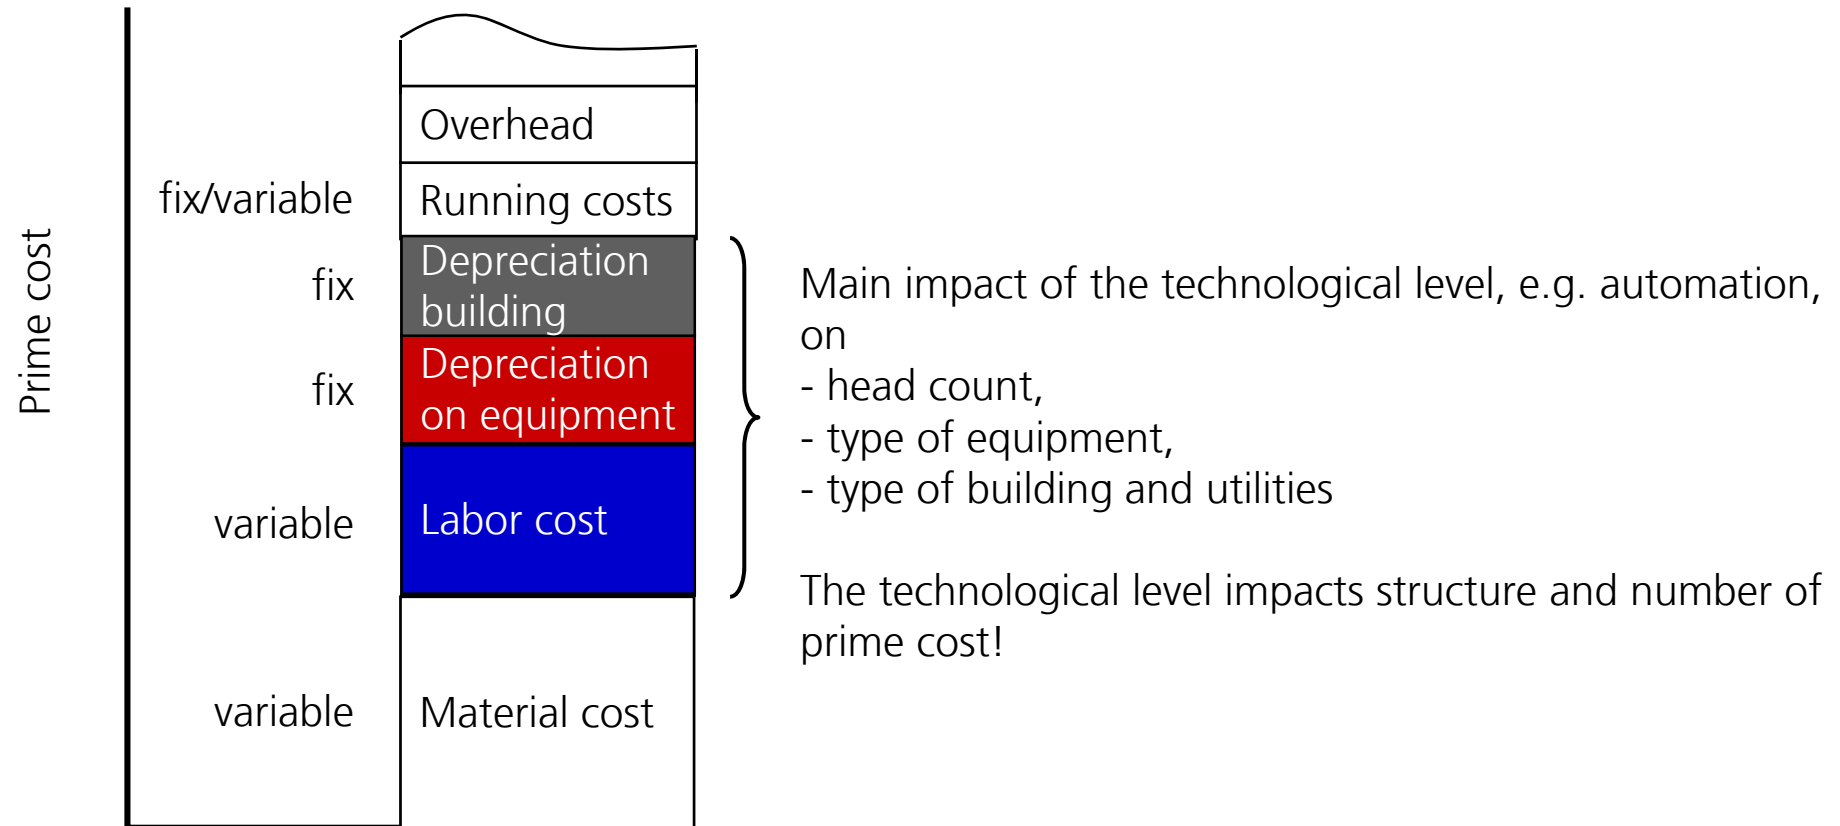 Prime cost
Overhead
fix/variable
Running costs
fix
Depreciation
building
fix
Depreciation
on equipment
variable
Labor cost
variable
Material cost
Main impact of the technological level, e.g. automation,
on
- head count,
- type of equipment,
- type of building and utilities
The technological level impacts structure and number of
prime cost!